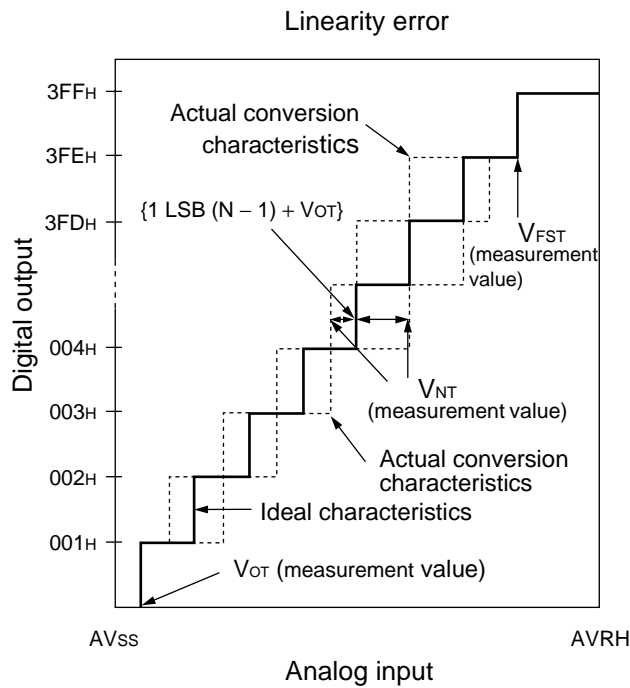 Linearity error
3FFH
Actual conversion
characteristics
3FEH
{1 LSB (N − 1) + VOT}
3FDH
VFST
(measurement
value)
Digital output
004H
VNT
(measurement value)
003H
Actual conversion
characteristics
002H
Ideal characteristics
001H
VOT (measurement value)
AVSS
AVRH
Analog input